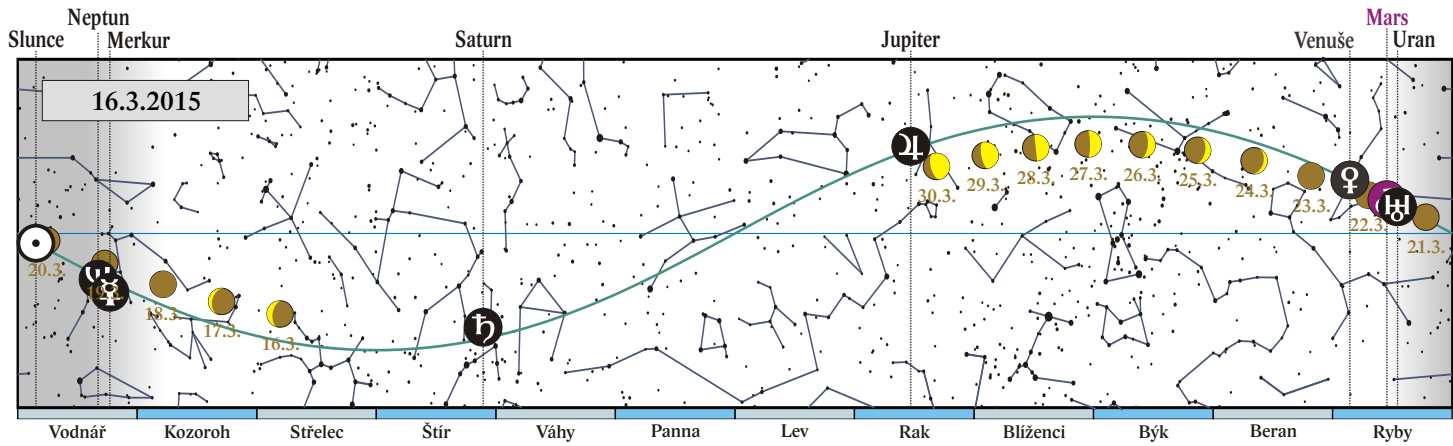 Neptun Mars
Slunce Merkur Saturn Jupiter Venuše Uran
16.3.2015
30.3. 29.3. 28.3. 27.3. 26.3. 25.3. 24.3. 23.3. 22.3. 21.3.
20.3. 19.3. 18.3. 17.3. 16.3.
Vodnář Kozoroh Střelec Štír Váhy Panna Lev Rak Blíženci Býk Beran Ryby